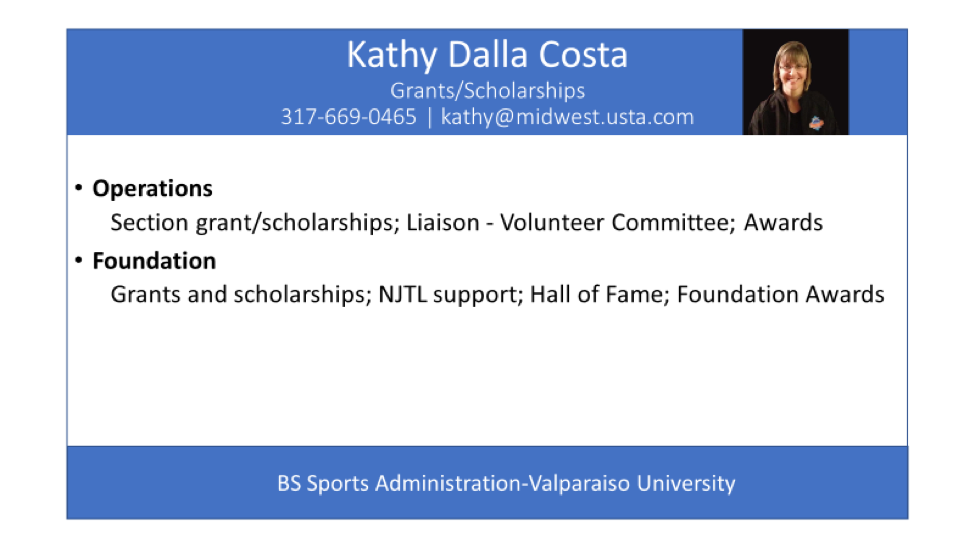 Kathy Dalla Costa
Grants/Scholarships
317-669-0465 | kathy@midwest.usta.com
• Operations
Section grant/scholarships; Liaison - Volunteer Committee; Awards
• Foundation
Grants and scholarships; NJTL support; Hall of Fame; Foundation Awards
BS Sports Administration-Valparaiso University